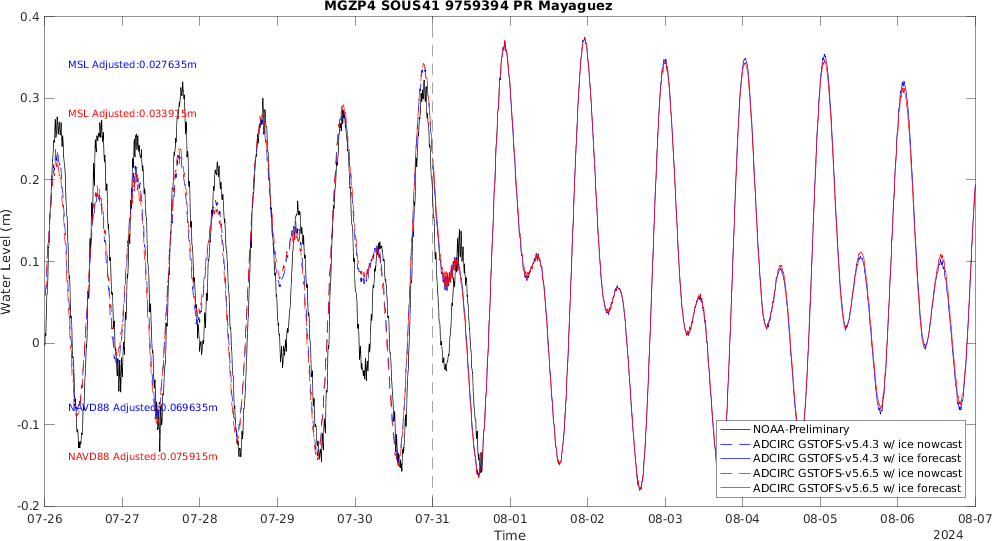 MGZP4 SOUS41 9759394 PR Mayaguez
0.4
0.3
0.2
0.1
0
-0.1
-0.2
Water Level (m)
MSL Adjusted:0.027635m
MSL Adjusted:0.033915m
NAVD88 Adjusted:0.069635m
NAVD88 Adjusted:0.075915m
NOAA-Preliminary
ADCIRC GSTOFS-v5.4.3 w/ ice nowcast
ADCIRC GSTOFS-v5.4.3 w/ ice forecast
ADCIRC GSTOFS-v5.6.5 w/ ice nowcast
ADCIRC GSTOFS-v5.6.5 w/ ice forecast
07-26 07-27 07-28 07-29 07-30 07-31 08-01 08-02 08-03 08-04 08-05 08-06 08-07
2024
Time